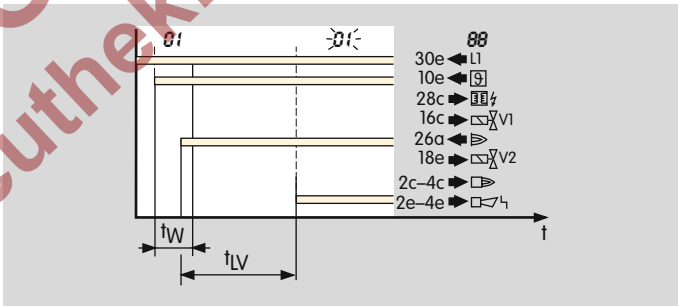 01 01 88
30e L1
10e ϑ
28c
16c V1
26a
18e V2
2c–4c
2e–4e
t
tW
tLV